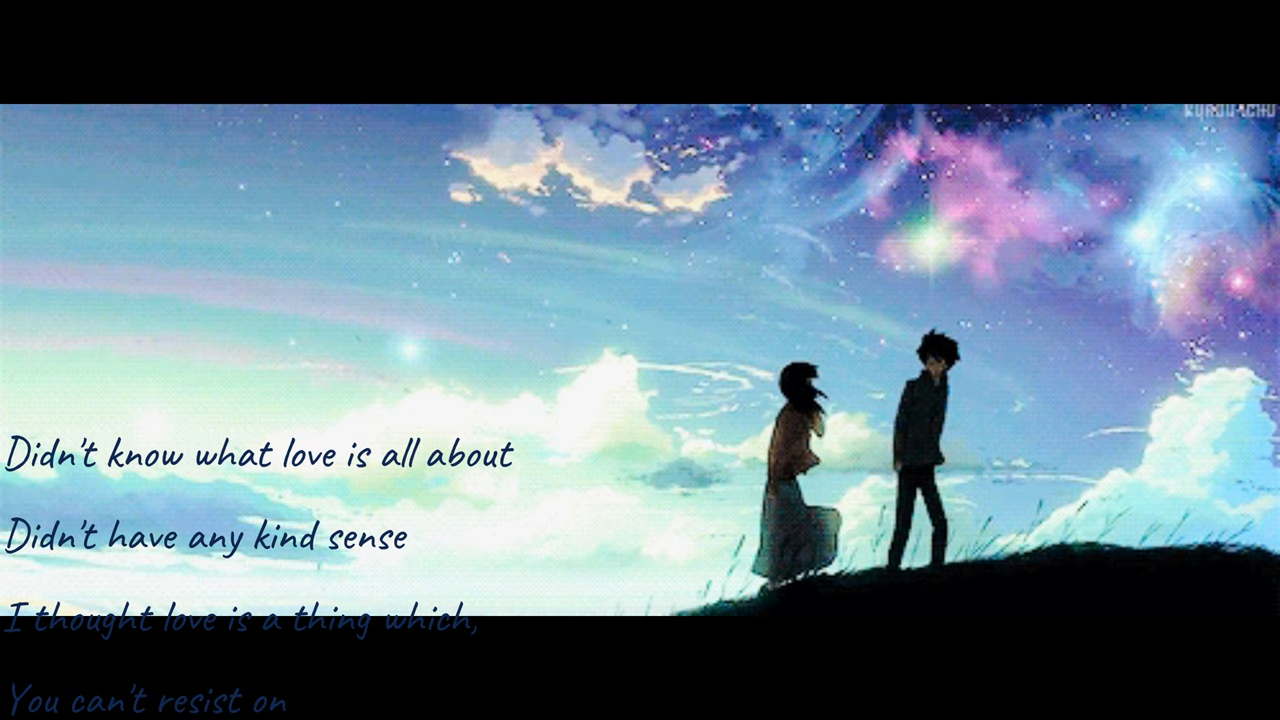 Didn't know what love is all about
Didn't have any kind sense
I thought love is a thing which,
You can't resist on